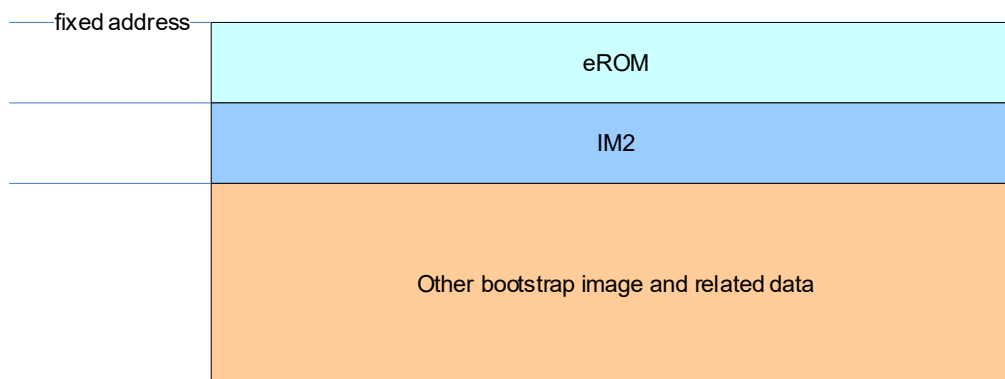 fixed address
eROM
IM2
Other bootstrap image and related data